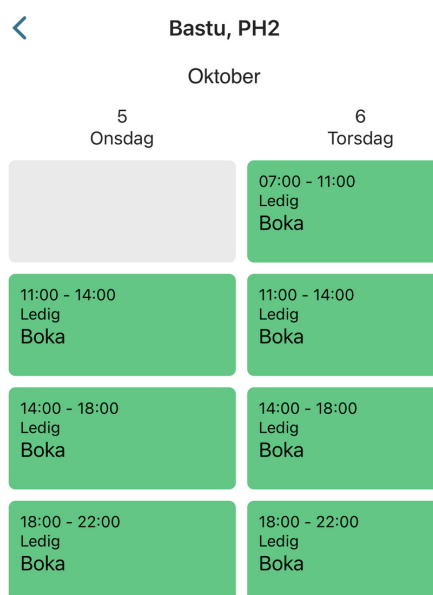 Bastu, PH2
Oktober
5
Onsdag
6
Torsdag
07:00 - 11:00
Ledig
Boka
11:00 - 14:00
Ledig
Boka
11:00 - 14:00
Ledig
Boka
14:00 - 18:00
Ledig
Boka
14:00 - 18:00
Ledig
Boka
18:00 - 22:00
Ledig
Boka
18:00 - 22:00
Ledig
Boka